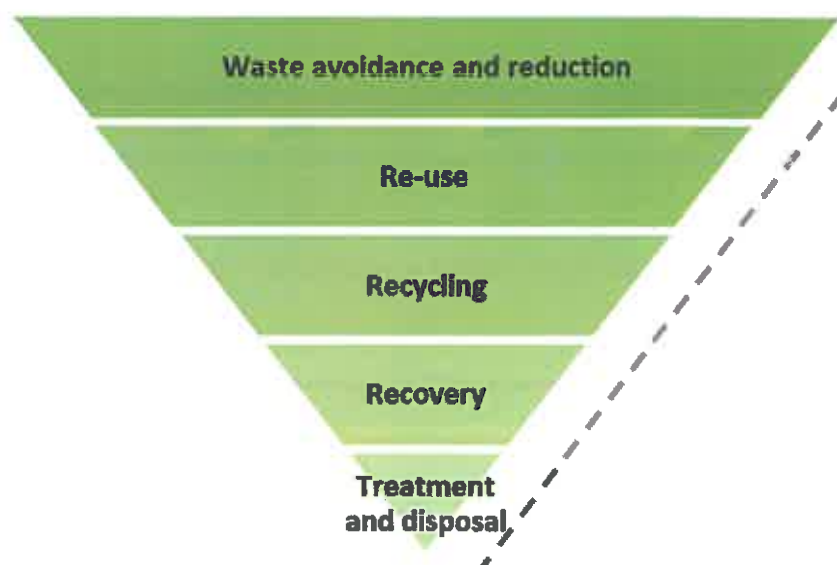 Waste avoidance and reduction
Re-use
Recycling
Recovery
Treatment
and disposal